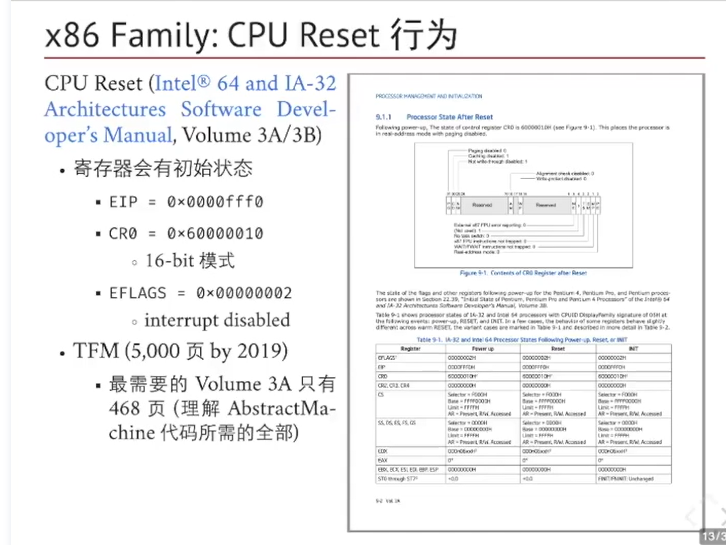 x86 Family: CPU Reset 行为
CPU Reset (Intel® 64 and IA-32
Architectures Software Devel-
oper's Manual, Volume 3A/3B)
• 寄存器会有初始状态
▪ EIP = 0x0000fff0
▪ CR0 = 0x60000010
◦ 16-bit 模式
▪ EFLAGS = 0x00000002
◦ interrupt disabled
• TFM (5,000 页 by 2019)
▪ 最需要的 Volume 3A 只有
468 页 (理解 AbstractMa-
chine 代码所需的全部)
PROCESSOR MANAGEMENT AND INITIALIZATION
9.1.1 Processor State After Reset
Following power-up, The state of control register CR0 is 60000010H (see Figure 9-1). This places the processor is
in real-address mode with paging disabled.
Paging disabled: 0
Caching disabled: 1
Not write-through disabled: 1
Alignment check disabled: 0
Write-protect disabled: 0
Reserved Reserved
External x87 FPU error reporting: 0
(Not used): 1
No task switch: 0
x87 FPU instructions not trapped: 0
WAIT/FWAIT instructions not trapped: 0
Real-address mode: 0
Figure 9-1. Contents of CR0 Register after Reset
The state of the flags and other registers following power-up for the Pentium 4, Pentium Pro, and Pentium proces-
sors are shown in Section 22.39, "Initial State of Pentium, Pentium Pro and Pentium 4 Processors" of the Intel® 64
and IA-32 Architectures Software Developer's Manual, Volume 3B.
Table 9-1 shows processor states of IA-32 and Intel 64 processors with CPUID DisplayFamily signature of 06H at
the following events: power-up, RESET, and INIT. In a few cases, the behavior of some registers behave slightly
different across warm RESET, the variant cases are marked in Table 9-1 and described in more detail in Table 9-2.
Table 9-1. IA-32 and Intel 64 Processor States Following Power-up, Reset, or INIT
Register Power up Reset INIT
EFLAGS¹ 00000002H 00000002H 00000002H
EIP 0000FFF0H 0000FFF0H 0000FFF0H
CR0 60000010H² 60000010H² 60000010H²
CR2, CR3, CR4 00000000H 00000000H 00000000H
CS Selector = F000H Selector = F000H Selector = F000H
Base = FFFF0000H Base = FFFF0000H Base = FFFF0000H
Limit = FFFFH Limit = FFFFH Limit = FFFFH
AR = Present, R/W, Accessed AR = Present, R/W, Accessed AR = Present, R/W, Accessed
SS, DS, ES, FS, GS Selector = 0000H Selector = 0000H Selector = 0000H
Base = 00000000H Base = 00000000H Base = 00000000H
Limit = FFFFH Limit = FFFFH Limit = FFFFH
AR = Present, R/W, Accessed AR = Present, R/W, Accessed AR = Present, R/W, Accessed
EDX
EAX
EBX, ECX, ESI, EDI, EBP, ESP 00000000H 00000000H 00000000H
ST0 through ST7 +0.0 +0.0 FINIT/FNINIT: Unchanged
9-2 Vol. 3A